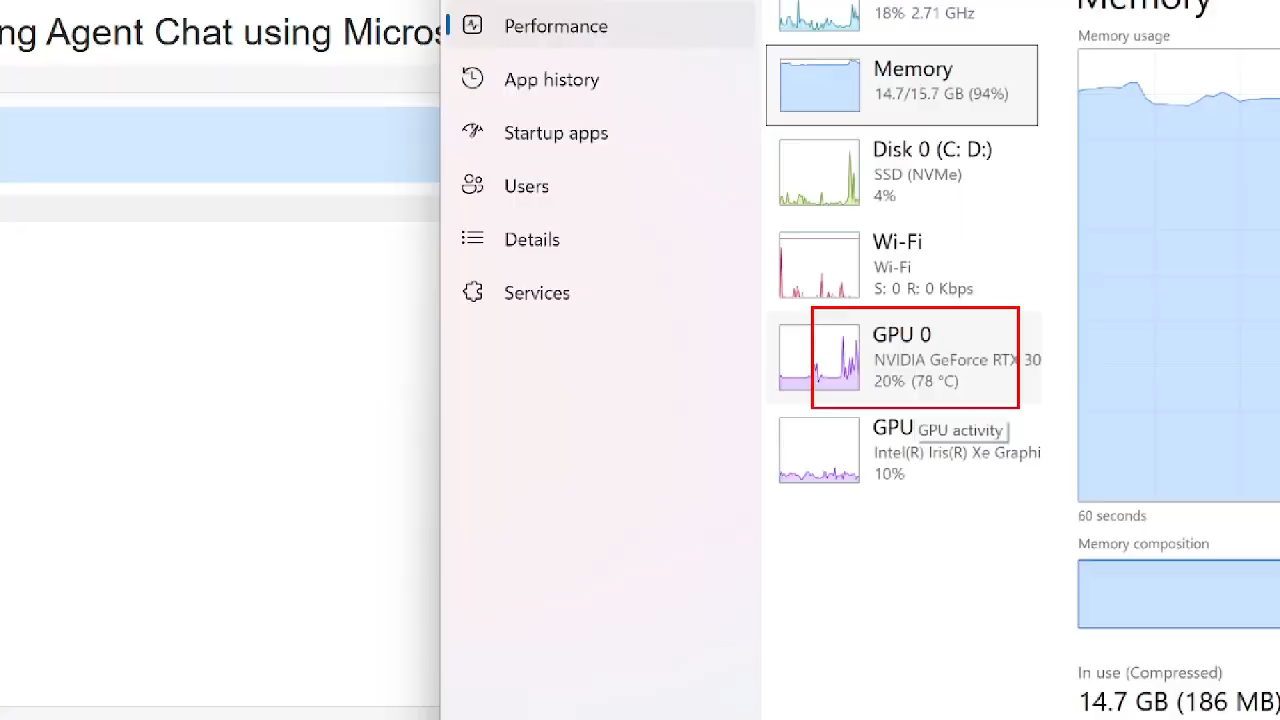 ng Agent Chat using Micros
Performance
App history
Startup apps
Users
Details
Services
18% 2.71 GHz
Memory
14.7/15.7 GB (94%)
Disk 0 (C: D:)
SSD (NVMe)
4%
Wi-Fi
Wi-Fi
S: 0 R: 0 Kbps
GPU 0
NVIDIA GeForce RTX 30
20% (78 °C)
GPU
GPU activity
Intel(R) Iris(R) Xe Graphi
10%
Memory
Memory usage
60 seconds
Memory composition
In use (Compressed)
14.7 GB (186 MB)